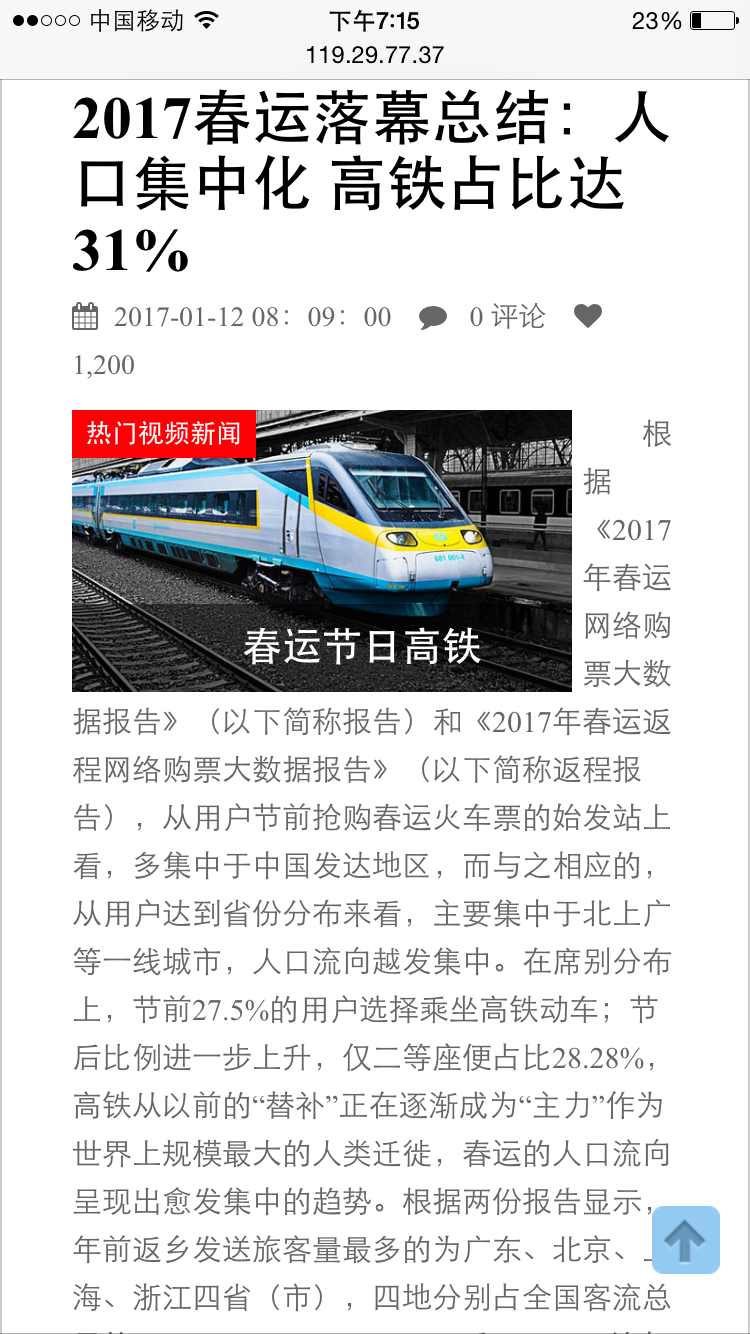 中国移动 下午7:15 23%
119.29.77.37
2017春运落幕总结：人
口集中化 高铁占比达
31%
2017-01-12 08：09：00 0 评论
1,200
热门视频新闻
春运节日高铁
根
据
《2017
年春运
网络购
票大数
据报告》（以下简称报告）和《2017年春运返
程网络购票大数据报告》（以下简称返程报
告），从用户节前抢购春运火车票的始发站上
看，多集中于中国发达地区，而与之相应的，
从用户达到省份分布来看，主要集中于北上广
等一线城市，人口流向越发集中。在席别分布
上，节前27.5%的用户选择乘坐高铁动车；节
后比例进一步上升，仅二等座便占比28.28%，
高铁从以前的“替补”正在逐渐成为“主力”作为
世界上规模最大的人类迁徙，春运的人口流向
呈现出愈发集中的趋势。根据两份报告显示，
年前返乡发送旅客量最多的为广东、北京、上
海、浙江四省（市），四地分别占全国客流总